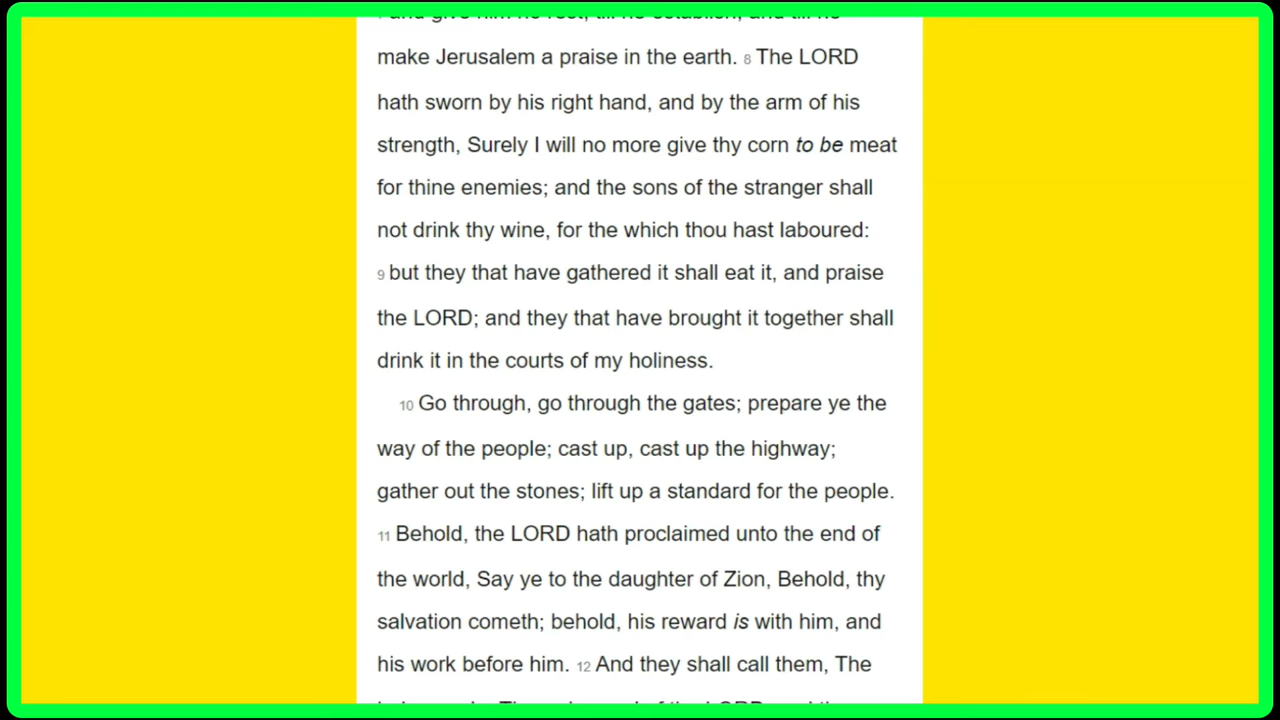 make Jerusalem a praise in the earth. 8 The LORD
hath sworn by his right hand, and by the arm of his
strength, Surely I will no more give thy corn to be meat
for thine enemies; and the sons of the stranger shall
not drink thy wine, for the which thou hast laboured:
9 but they that have gathered it shall eat it, and praise
the LORD; and they that have brought it together shall
drink it in the courts of my holiness.
10 Go through, go through the gates; prepare ye the
way of the people; cast up, cast up the highway;
gather out the stones; lift up a standard for the people.
11 Behold, the LORD hath proclaimed unto the end of
the world, Say ye to the daughter of Zion, Behold, thy
salvation cometh; behold, his reward is with him, and
his work before him. 12 And they shall call them, The